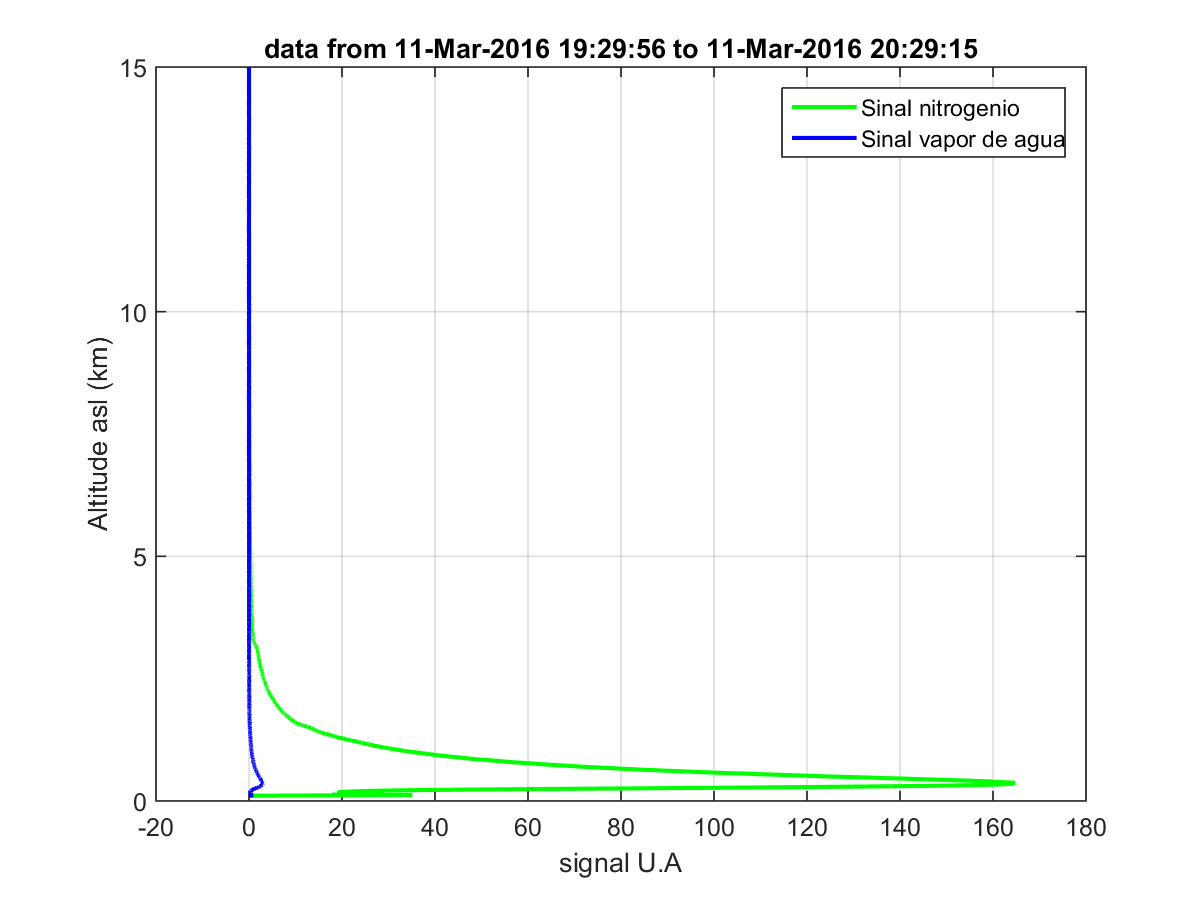 data from 11-Mar-2016 19:29:56 to 11-Mar-2016 20:29:15
Sinal nitrogenio
Sinal vapor de agua
15
10
5
0
Altitude asl (km)
-20 0 20 40 60 80 100 120 140 160 180
signal U.A